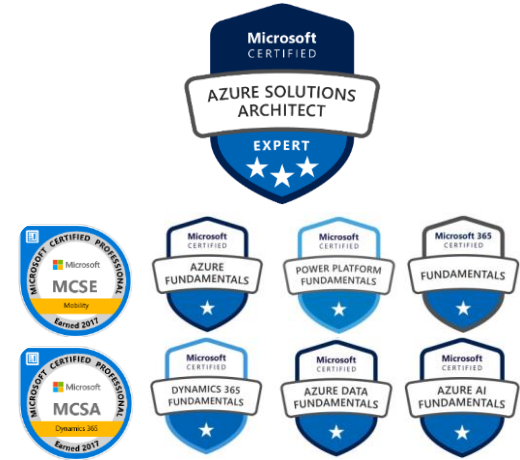 Microsoft
CERTIFIED
AZURE SOLUTIONS
ARCHITECT
EXPERT
MICROSOFT CERTIFIED PROFESSIONAL
Microsoft
MCSE
Mobility
Earned 2017
Microsoft
CERTIFIED
AZURE
FUNDAMENTALS
Microsoft
CERTIFIED
POWER PLATFORM
FUNDAMENTALS
Microsoft 365
CERTIFIED
FUNDAMENTALS
MICROSOFT CERTIFIED PROFESSIONAL
Microsoft
MCSA
Dynamics 365
Earned 2017
Microsoft
CERTIFIED
DYNAMICS 365
FUNDAMENTALS
Microsoft
CERTIFIED
AZURE DATA
FUNDAMENTALS
Microsoft
CERTIFIED
AZURE AI
FUNDAMENTALS